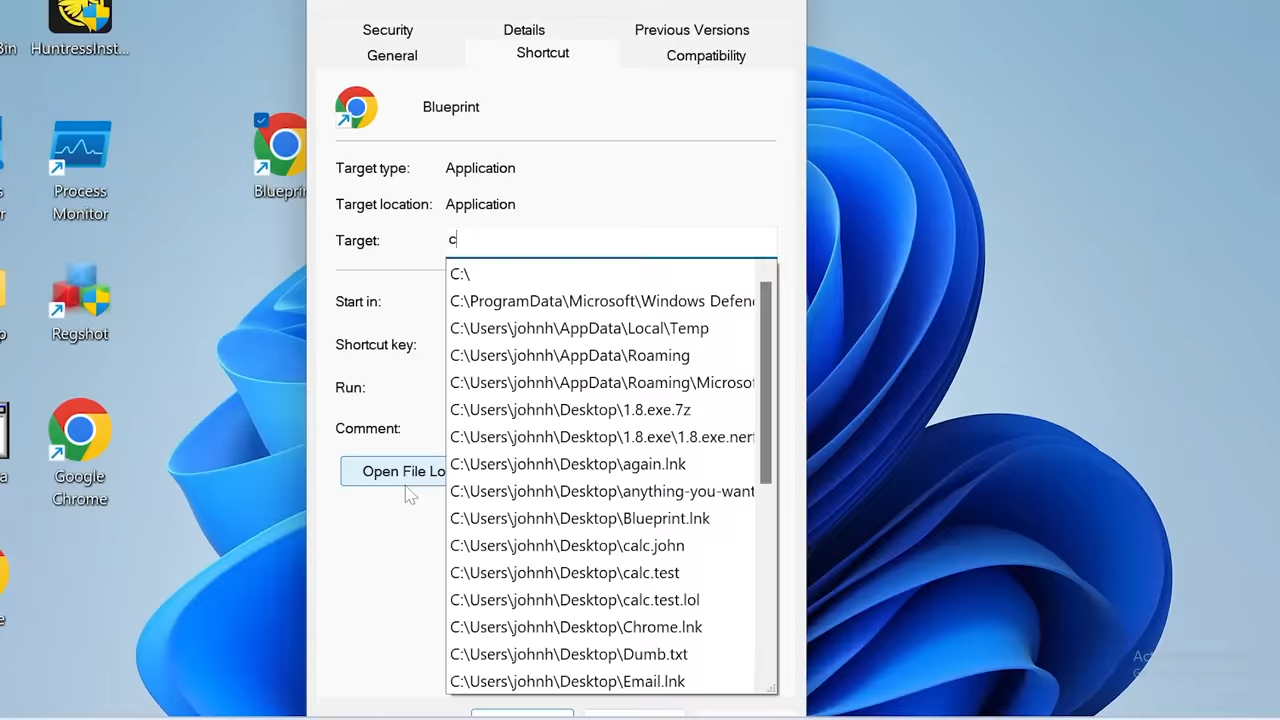 Bin
HuntressInst...
Process
Monitor
Regshot
Google
Chrome
Blueprin
Security
Details
Previous Versions
General
Shortcut
Compatibility
Blueprint
Target type:
Application
Target location:
Application
Target:
c
Start in:
Shortcut key:
Run:
Comment:
Open File Lo
C:\
C:\ProgramData\Microsoft\Windows Defen
C:\Users\johnh\AppData\Local\Temp
C:\Users\johnh\AppData\Roaming
C:\Users\johnh\AppData\Roaming\Microsof
C:\Users\johnh\Desktop\1.8.exe.7z
C:\Users\johnh\Desktop\1.8.exe\1.8.exe.ner
C:\Users\johnh\Desktop\again.lnk
C:\Users\johnh\Desktop\anything-you-want
C:\Users\johnh\Desktop\Blueprint.lnk
C:\Users\johnh\Desktop\calc.john
C:\Users\johnh\Desktop\calc.test
C:\Users\johnh\Desktop\calc.test.lol
C:\Users\johnh\Desktop\Chrome.lnk
C:\Users\johnh\Desktop\Dumb.txt
C:\Users\johnh\Desktop\Email.lnk